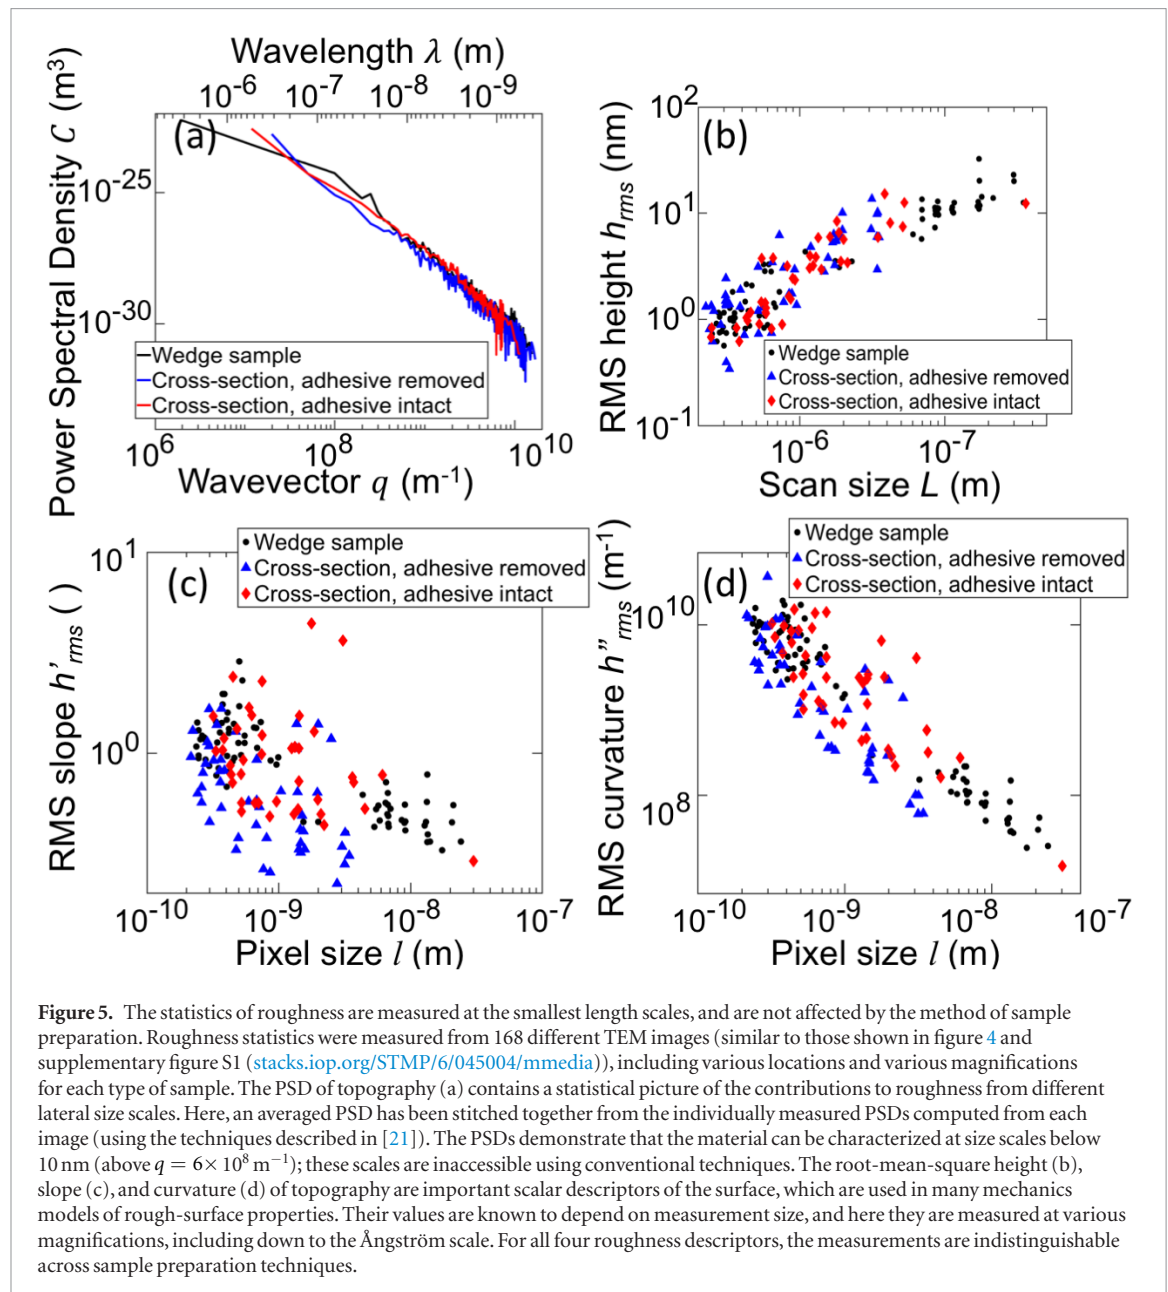 Wavelength λ (m)
10⁻⁶ 10⁻⁷ 10⁻⁸ 10⁻⁹
Power Spectral Density C (m³)
(a)
10⁻²⁵
10⁻³⁰
Wedge sample
Cross-section, adhesive removed
Cross-section, adhesive intact
10⁶ 10⁸ 10¹⁰
Wavevector q (m⁻¹)
RMS height hrms (nm)
(b)
10²
10¹
10⁰
10⁻¹
Wedge sample
Cross-section, adhesive removed
Cross-section, adhesive intact
10⁻⁶ 10⁻⁷
Scan size L (m)
RMS slope h'rms ( )
Wedge sample
Cross-section, adhesive removed
Cross-section, adhesive intact
(c)
10¹
10⁰
10⁻¹⁰ 10⁻⁹ 10⁻⁸ 10⁻⁷
Pixel size l (m)
RMS curvature h"rms (m⁻¹)
Wedge sample
Cross-section, adhesive removed
Cross-section, adhesive intact
(d)
10¹⁰
10⁸
10⁻¹⁰ 10⁻⁹ 10⁻⁸ 10⁻⁷
Pixel size l (m)
Figure 5. The statistics of roughness are measured at the smallest length scales, and are not affected by the method of sample
preparation. Roughness statistics were measured from 168 different TEM images (similar to those shown in figure 4 and
supplementary figure S1 (stacks.iop.org/STMP/6/045004/mmedia)), including various locations and various magnifications
for each type of sample. The PSD of topography (a) contains a statistical picture of the contributions to roughness from different
lateral size scales. Here, an averaged PSD has been stitched together from the individually measured PSDs computed from each
image (using the techniques described in [21]). The PSDs demonstrate that the material can be characterized at size scales below
10 nm (above q = 6× 10⁸ m⁻¹); these scales are inaccessible using conventional techniques. The root-mean-square height (b),
slope (c), and curvature (d) of topography are important scalar descriptors of the surface, which are used in many mechanics
models of rough-surface properties. Their values are known to depend on measurement size, and here they are measured at various
magnifications, including down to the Ångström scale. For all four roughness descriptors, the measurements are indistinguishable
across sample preparation techniques.